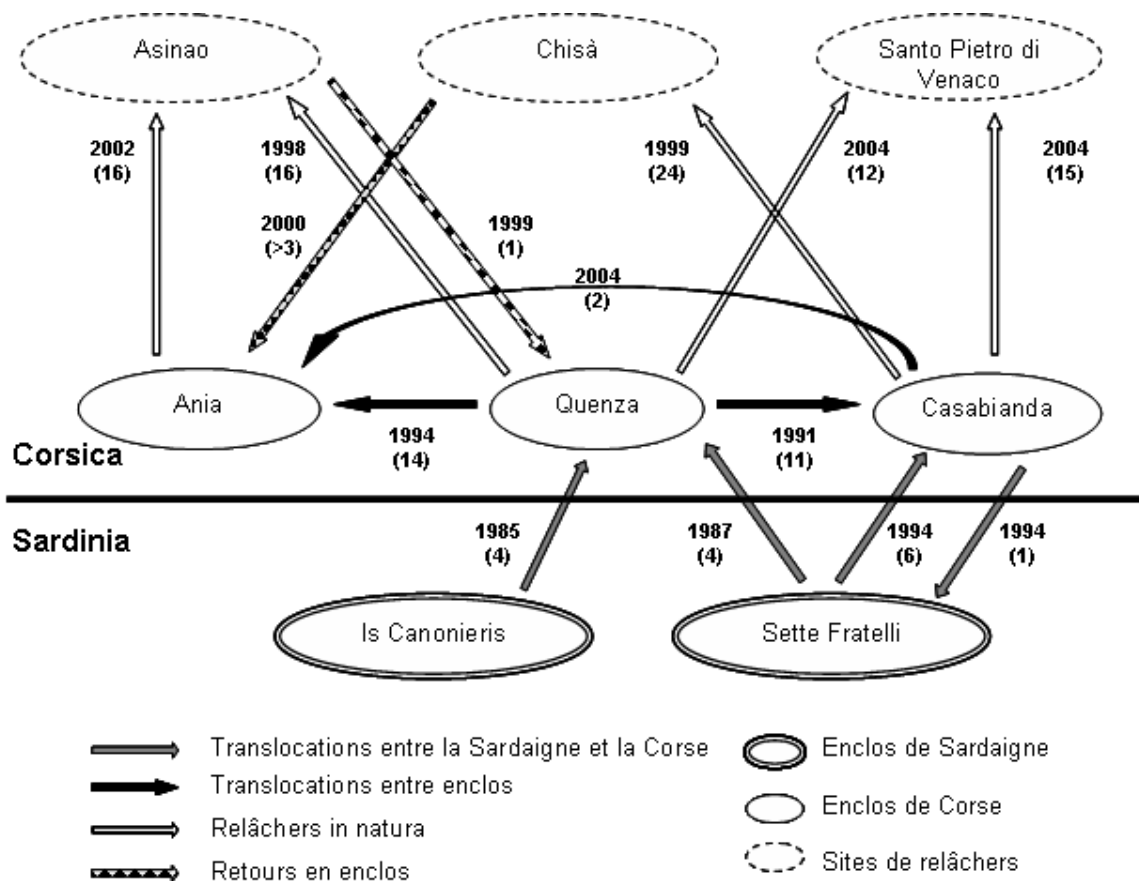 Asinao
Chisà
Santo Pietro di
Venaco
2002
(16)
1998
(16)
1999
(24)
2004
(12)
2004
(15)
2000
(>3)
1999
(1)
2004
(2)
Ania
Quenza
Casabianda
1994
(14)
1991
(11)
Corsica
Sardinia
1985
(4)
1987
(4)
1994
(6)
1994
(1)
Is Canonieris
Sette Fratelli
Translocations entre la Sardaigne et la Corse
Translocations entre enclos
Relâchers in natura
Retours en enclos
Enclos de Sardaigne
Enclos de Corse
Sites de relâchers